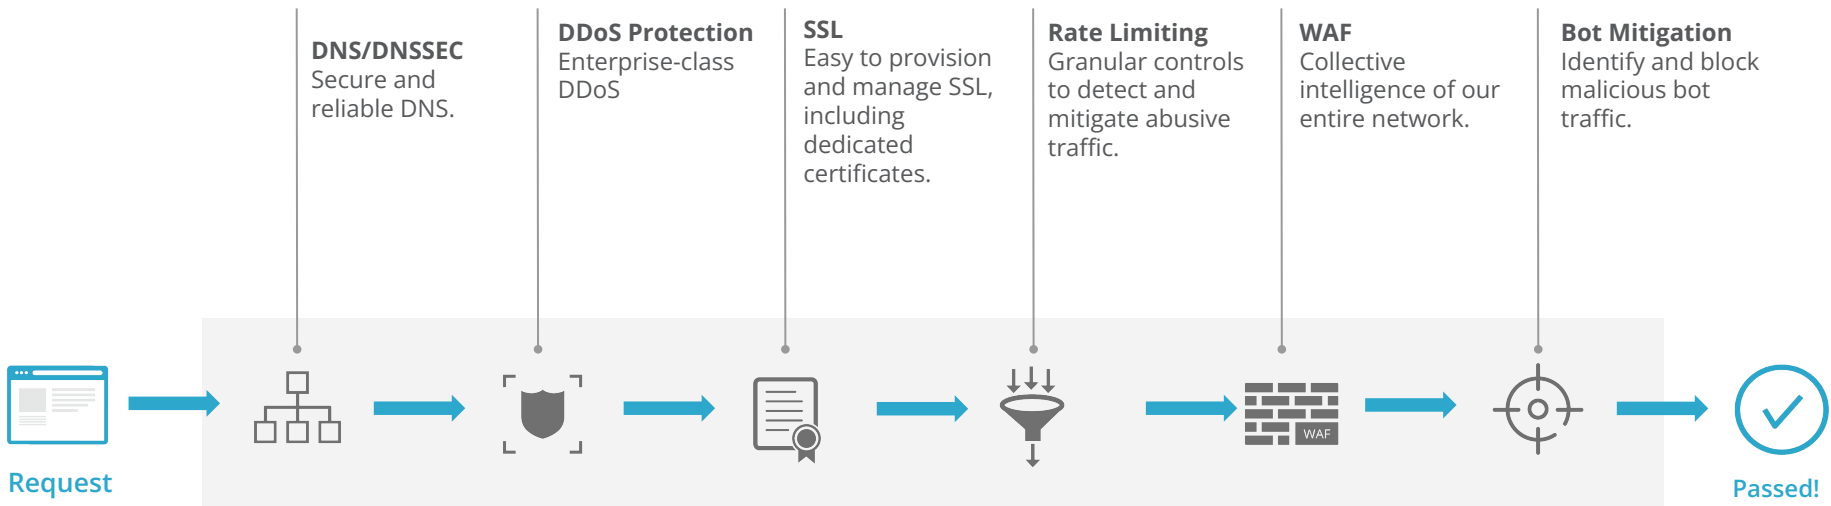 DNS/DNSSEC
Secure and
reliable DNS.
DDoS Protection
Enterprise-class
DDoS
SSL
Easy to provision
and manage SSL,
including
dedicated
certificates.
Rate Limiting
Granular controls
to detect and
mitigate abusive
traffic.
WAF
Collective
intelligence of our
entire network.
Bot Mitigation
Identify and block
malicious bot
traffic.
WAF
Request
Passed!